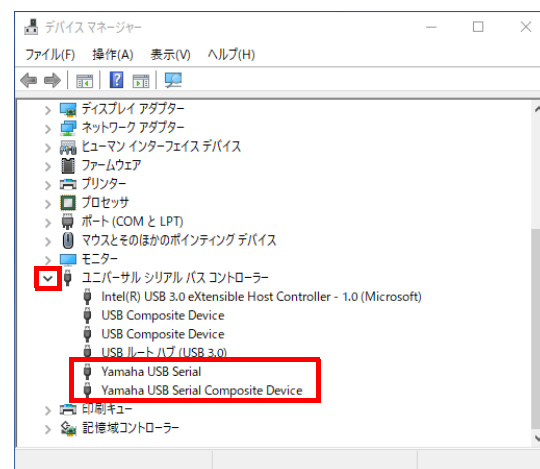 デバイス マネージャー
ファイル(F) 操作(A) 表示(V) ヘルプ(H)
ディスプレイ アダプター
ネットワーク アダプター
ヒューマン インターフェイス デバイス
ファームウェア
プリンター
プロセッサ
ポート (COM と LPT)
マウスとそのほかのポインティング デバイス
モニター
ユニバーサル シリアル バス コントローラー
Intel(R) USB 3.0 eXtensible Host Controller - 1.0 (Microsoft)
USB Composite Device
USB Composite Device
USB ルート ハブ (USB 3.0)
Yamaha USB Serial
Yamaha USB Serial Composite Device
印刷キュー
記憶域コントローラー